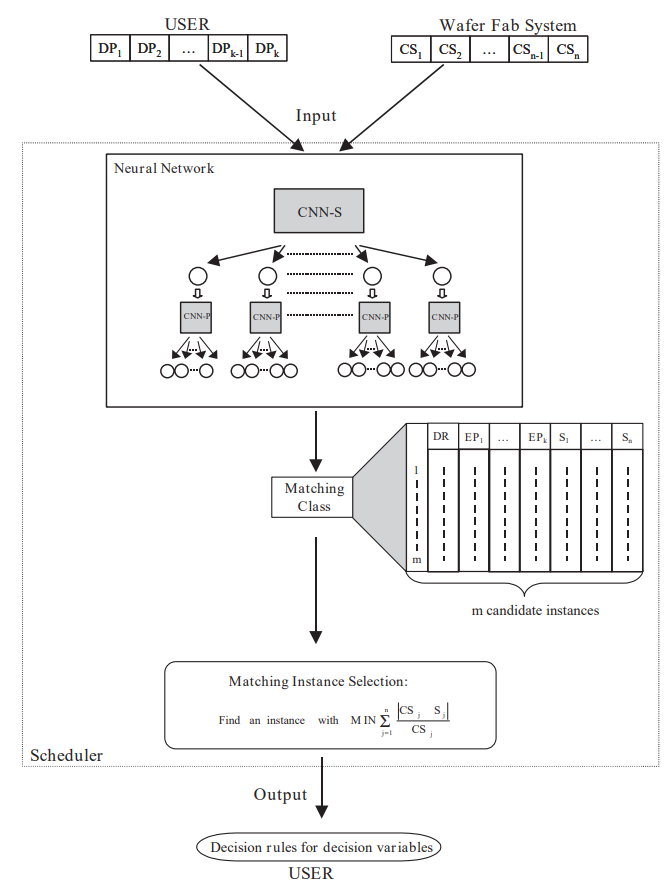 USER
DP1 DP2 ... DPk-1 DPk
Wafer Fab System
CS1 CS2 ... CSn-1 CSn
Input
Neural Network
CNN-S
CNN-P CNN-P CNN-P CNN-P
Matching
Class
DR EP1 ... EPk S1 ... Sn
1
m
m candidate instances
Matching Instance Selection:
Find an instance with MIN n∑j=1 |CSj Sj| / CSj
Scheduler
Output
Decision rules for decision variables
USER